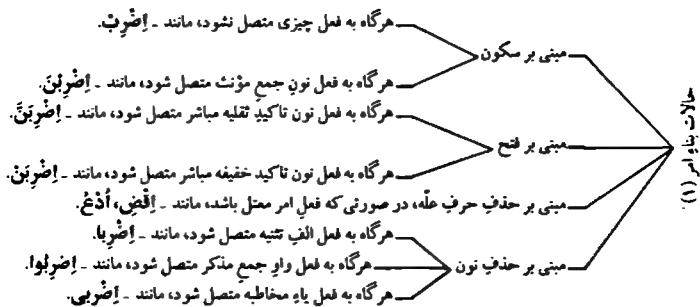 حالات بناءِ امر (۱)
هرگاه به فعل چیزی متصل نشود، مانند ـ اِضْرِبْ.
مبنی بر سکون
هرگاه به فعل نونِ جمعِ مؤنث متصل شود، مانند ـ اِضْرِبْنَ.
هرگاه به فعل نون تاکیدِ ثقلیه مباشر متصل شود، مانند ـ اِضْرِبَنَّ.
مبنی بر فتح
هرگاه به فعل نون تاکید خفیفه مباشر متصل شود، مانند ـ اِضْرِبَنْ.
مبنی بر حذفِ حرفِ علّه، در صورتی که فعلِ امر معتل باشد، مانند ـ اِقْضِ، اُدْعُ.
هرگاه به فعل الفِ تثنیه متصل شود، مانند ـ اِضْرِبا.
مبنی بر حذفِ نون
هرگاه به فعل واوِ جمعِ مذکر متصل شود، مانند ـ اِضرِبُوا.
هرگاه به فعل یاءِ مخاطبه متصل شود، مانند ـ اِضْرِبی.